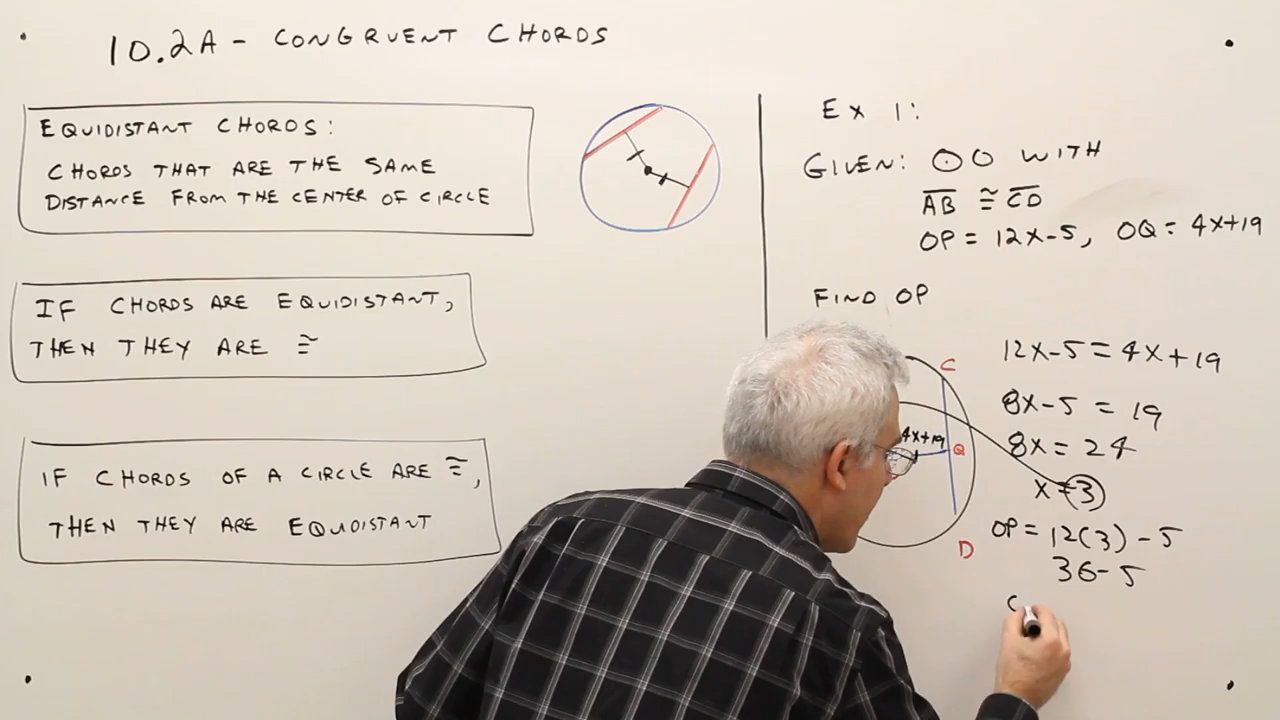 10.2A - CONGRUENT CHORDS
EQUIDISTANT CHORDS:
CHORDS THAT ARE THE SAME
DISTANCE FROM THE CENTER OF CIRCLE
IF CHORDS ARE EQUIDISTANT,
THEN THEY ARE ≅
IF CHORDS OF A CIRCLE ARE ≅,
THEN THEY ARE EQUIDISTANT
Ex 1:
GIVEN: ⊙O WITH
AB ≅ CD
OP = 12x-5, OQ = 4x+19
FIND OP
C
4x+19
Q
D
12x-5=4x+19
8x-5 = 19
8x = 24
x=3
OP= 12(3)-5
36-5